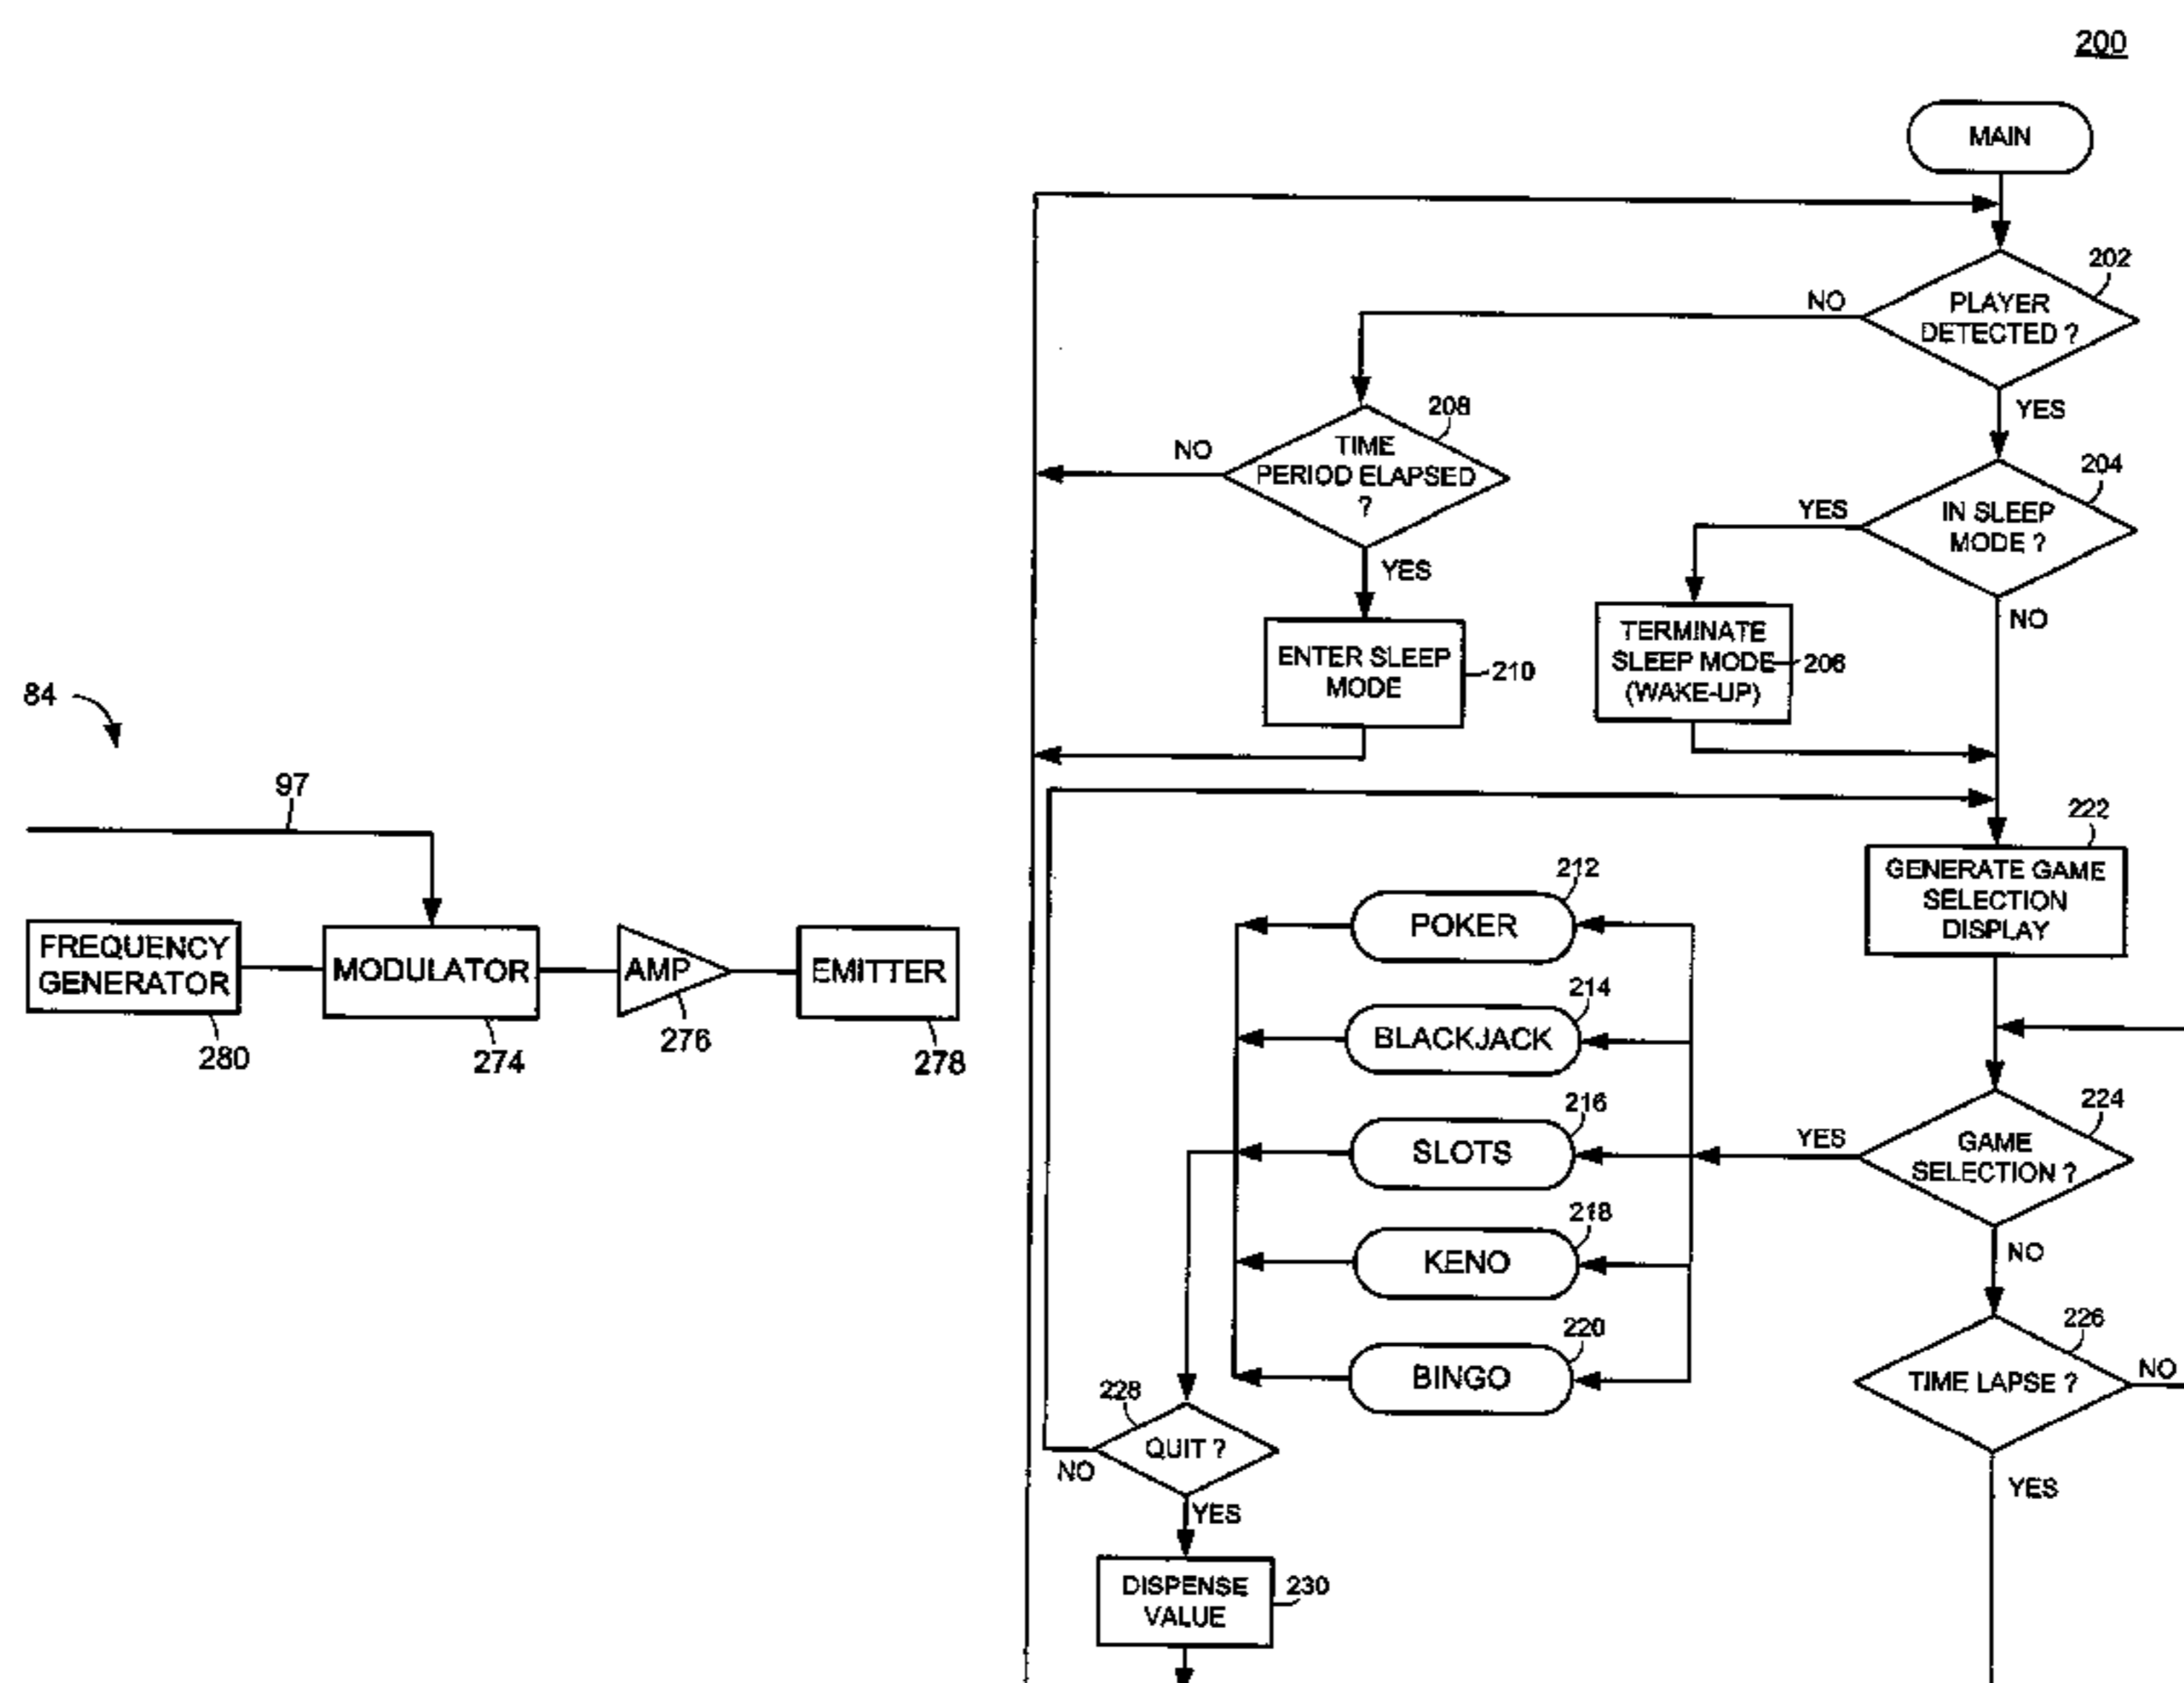 200
MAIN
202
PLAYER
DETECTED ?
NO
YES
208
TIME
PERIOD ELAPSED
?
NO
YES
204
IN SLEEP
MODE ?
YES
NO
ENTER SLEEP
MODE
210
TERMINATE
SLEEP MODE
(WAKE-UP)
206
84
97
FREQUENCY
GENERATOR
280
MODULATOR
274
AMP
276
EMITTER
278
222
GENERATE GAME
SELECTION
DISPLAY
212
POKER
214
BLACKJACK
216
SLOTS
218
KENO
220
BINGO
224
GAME
SELECTION ?
YES
NO
226
TIME LAPSE ?
NO
YES
228
QUIT ?
NO
YES
DISPENSE
VALUE
230